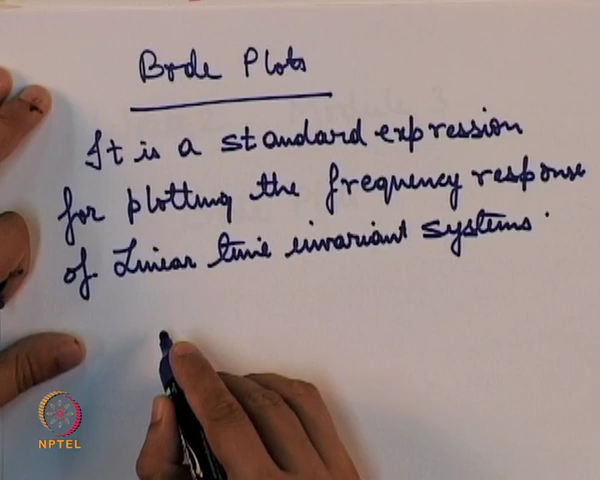 Bode Plots
It is a standard expression
for plotting the frequency response
of Linear time invariant systems.
NPTEL